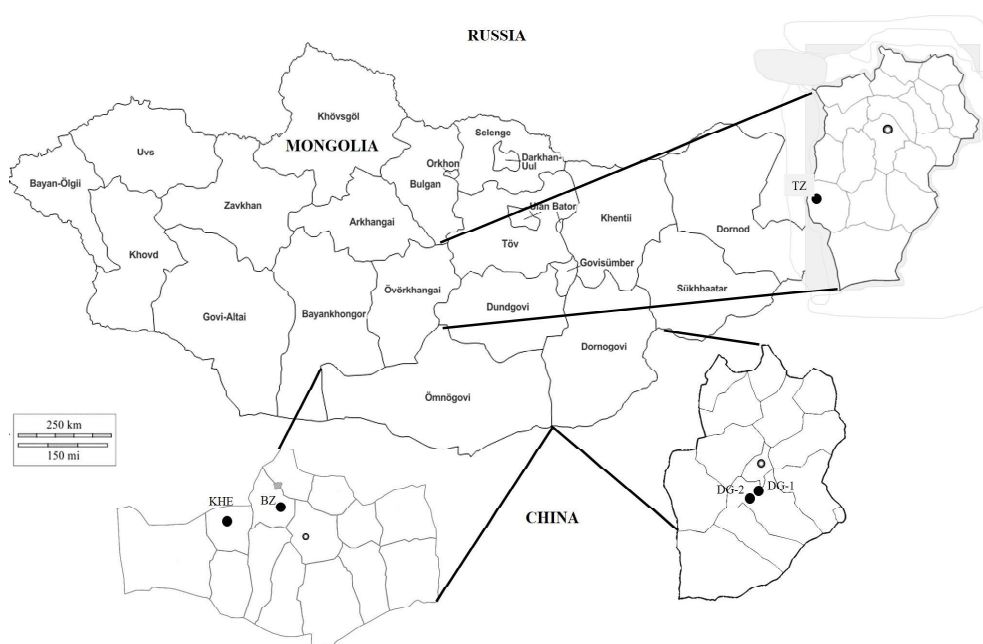 RUSSIA
Khövsgöl
MONGOLIA
Selenge
Darkhan-
Uul
Orkhon
Bulgan
Uvs
Bayan-Ölgii
Zavkhan
Arkhangai
Ulan Bator
Töv
Khentii
Dornod
TZ
Khovd
Govisümber
Övörkhangai
Sükhbaatar
Govi-Altai
Bayankhongor
Dundgovi
Dornogovi
Ömnögovi
250 km
150 mi
KHE
BZ
CHINA
DG-2
DG-1